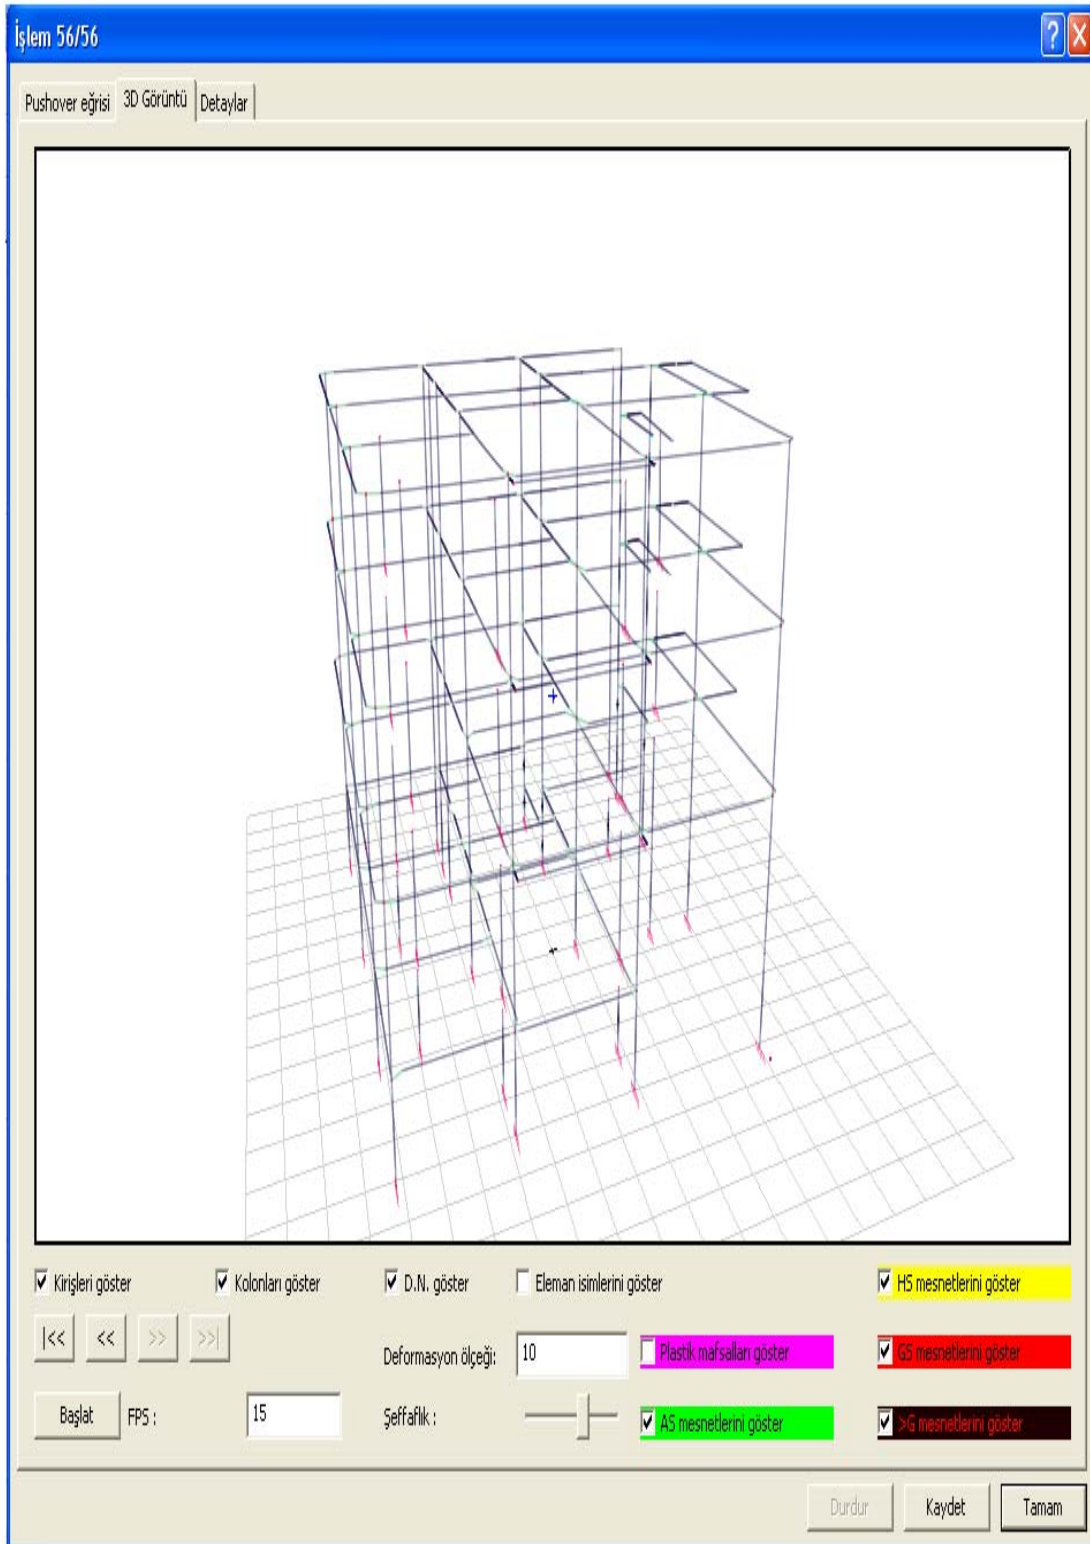 İşlem 56/56
Pushover eğrisi 3D Görüntü Detaylar
Kirişleri göster Kolonları göster D.N. göster Eleman isimlerini göster HS mesnetlerini göster
|<< << >> >>| Deformasyon ölçeği: 10 Plastik mafsalları göster GS mesnetlerini göster
Başlat FPS : 15 Şeffaflık : AS mesnetlerini göster >G mesnetlerini göster
Durdur Kaydet Tamam